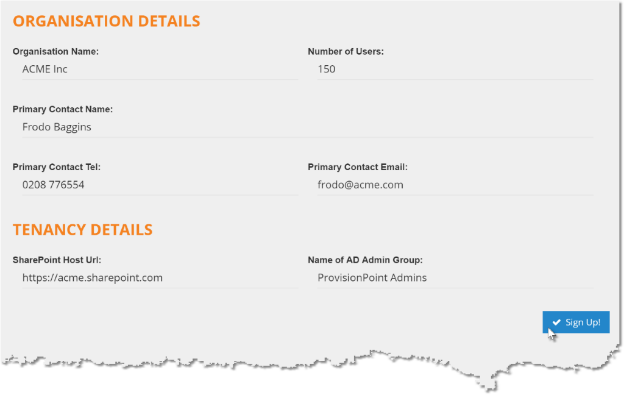 ORGANISATION DETAILS
Organisation Name: Number of Users:
ACME Inc 150
Primary Contact Name:
Frodo Baggins
Primary Contact Tel: Primary Contact Email:
0208 776554 frodo@acme.com
TENANCY DETAILS
SharePoint Host Url: Name of AD Admin Group:
https://acme.sharepoint.com ProvisionPoint Admins
Sign Up!